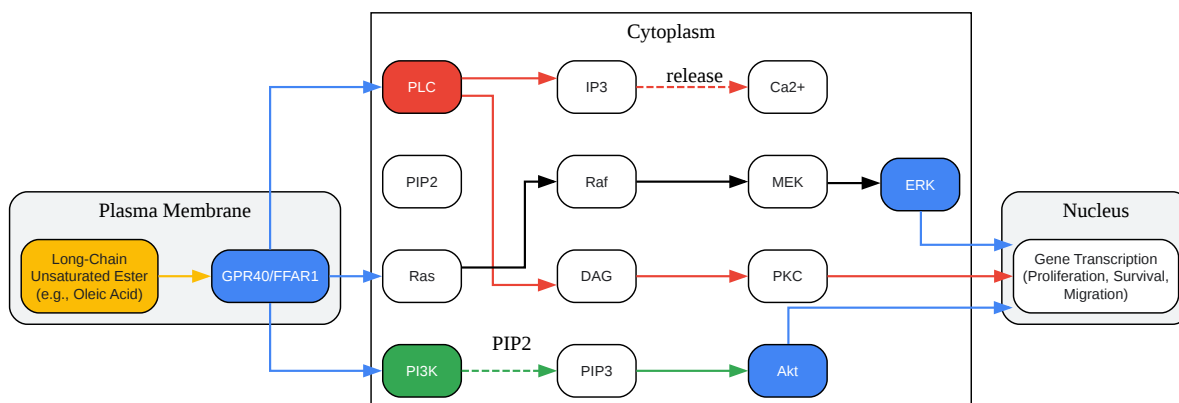 Cytoplasm
PLC
IP3
release
Ca2+
PIP2
Raf
MEK
ERK
Plasma Membrane
Long-Chain
Unsaturated Ester
(e.g., Oleic Acid)
GPR40/FFAR1
Ras
DAG
PKC
Nucleus
Gene Transcription
(Proliferation, Survival,
Migration)
PI3K
PIP2
PIP3
Akt